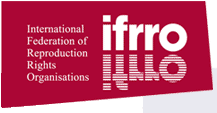 International
Federation of
Reproduction
Rights
Organisations
ifrro